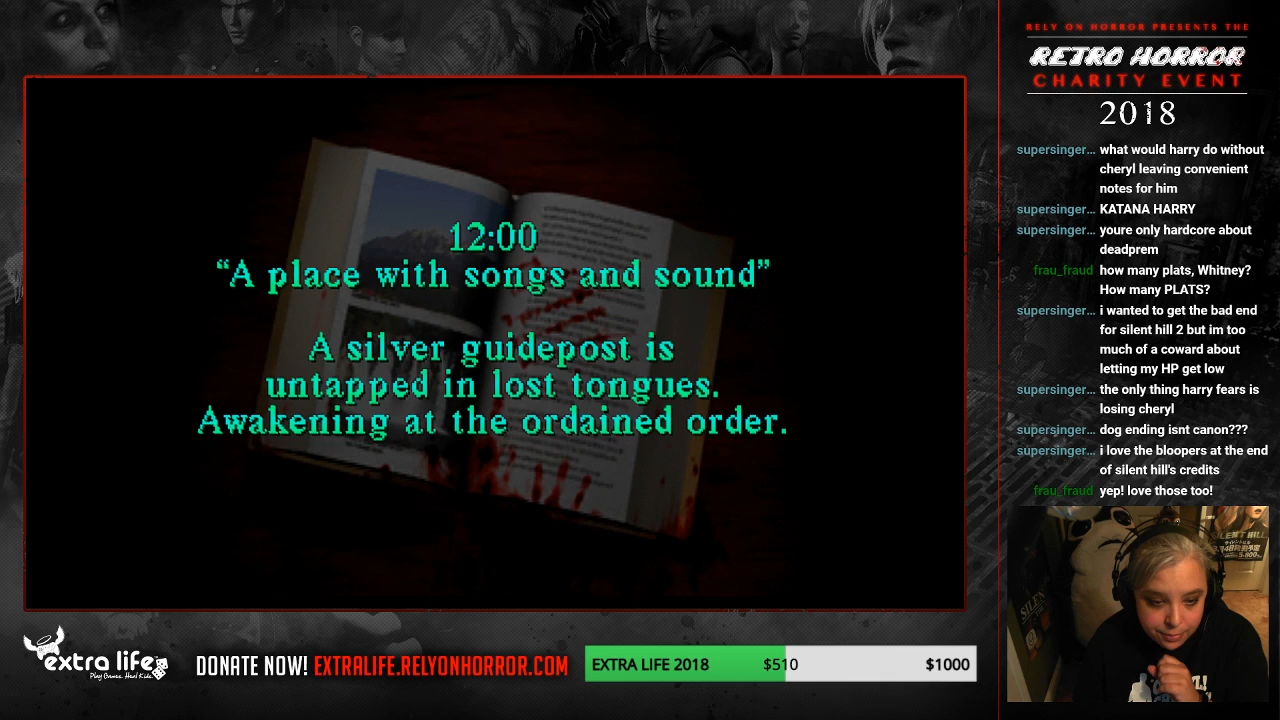 RELY ON HORROR PRESENTS THE
RETRO HORROR
CHARITY EVENT
2018
12:00
“A place with songs and sound”
A silver guidepost is
untapped in lost tongues.
Awakening at the ordained order.
supersinger... what would harry do without
cheryl leaving convenient
notes for him
supersinger... KATANA HARRY
supersinger... youre only hardcore about
deadprem
frau_fraud how many plats, Whitney?
How many PLATS?
supersinger... i wanted to get the bad end
for silent hill 2 but im too
much of a coward about
letting my HP get low
supersinger... the only thing harry fears is
losing cheryl
supersinger... dog ending isnt canon???
supersinger... i love the bloopers at the end
of silent hill's credits
frau_fraud yep! love those too!
SILENT HILL
extra life
Play Games. Heal Kids.
DONATE NOW! EXTRALIFE.RELYONHORROR.COM
EXTRA LIFE 2018 $510 $1000